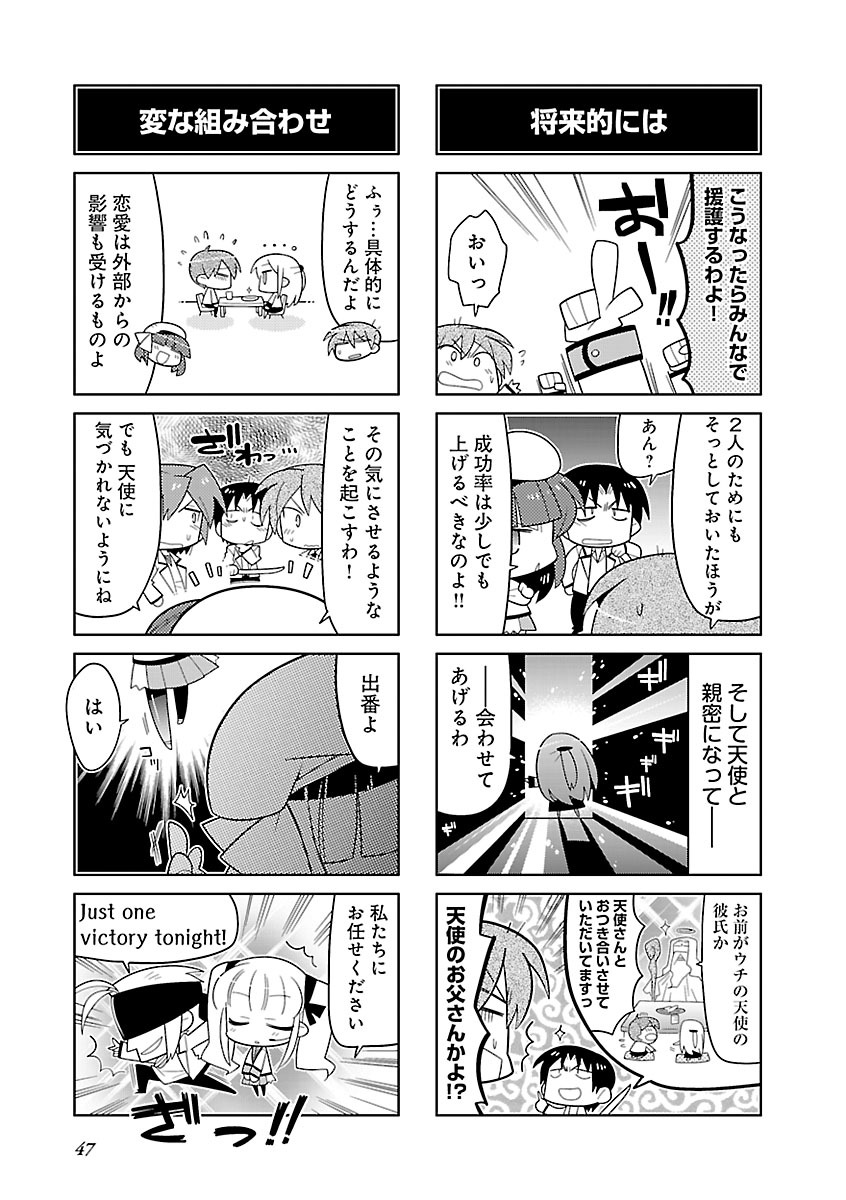 将来的には
こうなったらみんなで
援護するわよ！
おー!!
おいっ
２人のためにも
そっとしておいたほうが
あん？
成功率は少しでも
上げるべきなのよ!!
そして天使と
親密になって──
──会わせて
あげるわ
お前がウチの天使の
彼氏か
天使さんと
おつき合いさせて
いただいてますっ
天使のお父さんかよ!?
変な組み合わせ
ふぅ…具体的に
どうするんだよ
恋愛は外部からの
影響も受けるものよ
その気にさせるような
ことを起こすわ！
ざわっ…
でも 天使に
気づかれないようにね
出番よ
はい
私たちに
お任せください
Just one
victory tonight!
ざっ!!
47